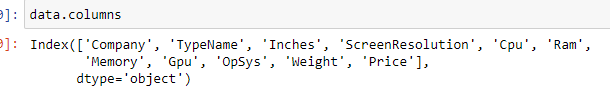 ]: data.columns
]: Index(['Company', 'TypeName', 'Inches', 'ScreenResolution', 'Cpu', 'Ram',
'Memory', 'Gpu', 'OpSys', 'Weight', 'Price'],
dtype='object')